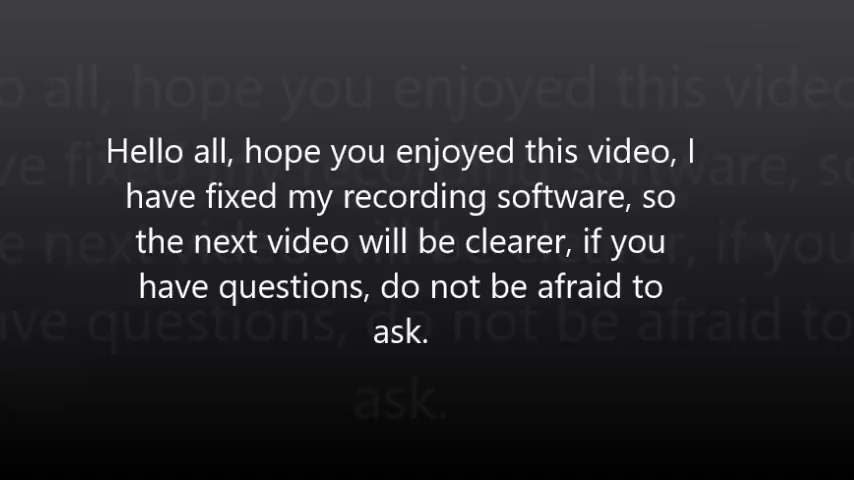 Hello all, hope you enjoyed this video, I
have fixed my recording software, so
the next video will be clearer, if you
have questions, do not be afraid to
ask.